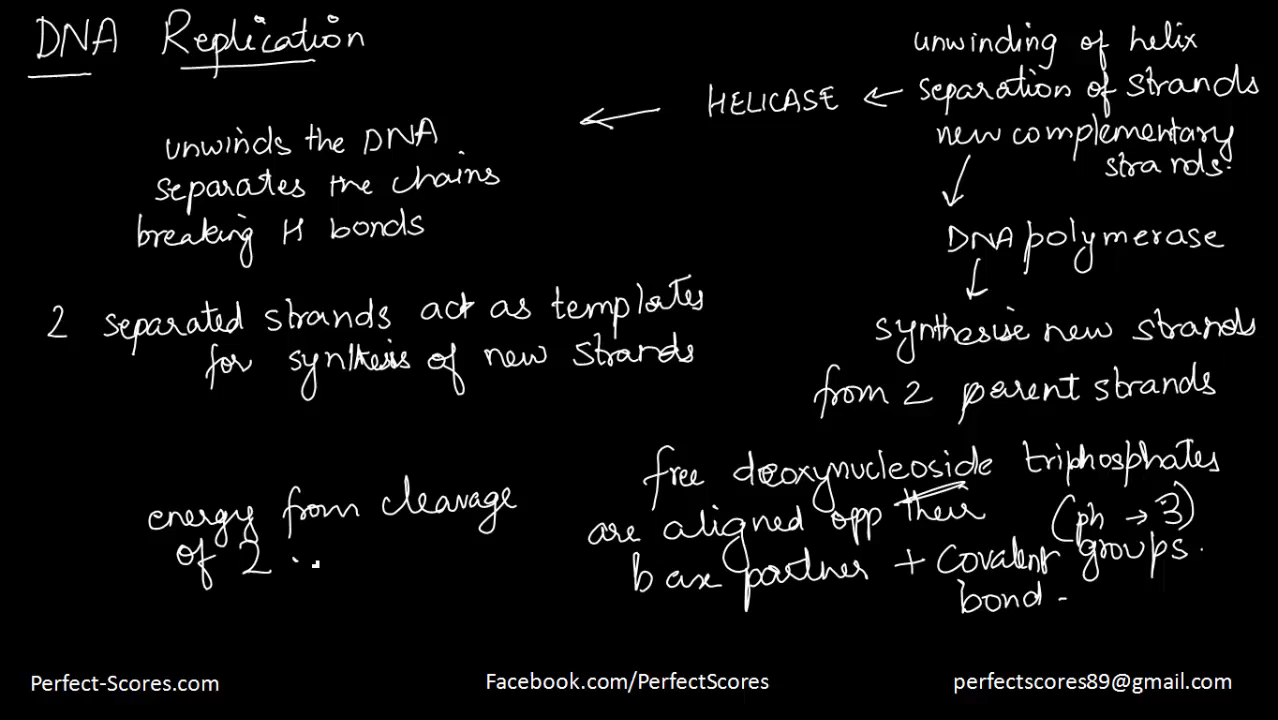 DNA Replication
unwinding of helix
HELICASE ← separation of strands
←
new complementary
strands.
unwinds the DNA
separates the chains
breaking H bonds
DNA polymerase
2 separated strands act as templates
for synthesis of new strands
synthesise new strands
from 2 parent strands
free deoxynucleoside triphosphates
are aligned opp their (ph → 3)
base partner + covalent groups.
bond -
energy from cleavage
of 2
Perfect-Scores.com
Facebook.com/PerfectScores
perfectscores89@gmail.com